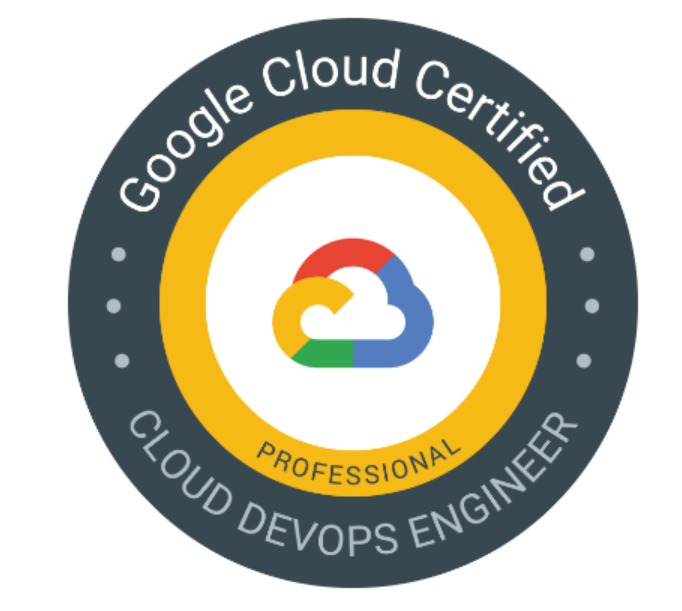 Google Cloud Certified
PROFESSIONAL
CLOUD DEVOPS ENGINEER